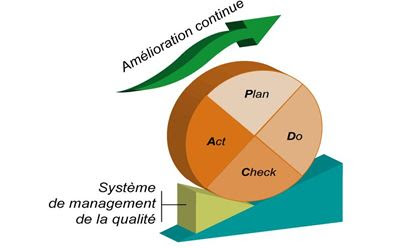 Amélioration continue
Plan
Act
Do
Check
Système
de management
de la qualité